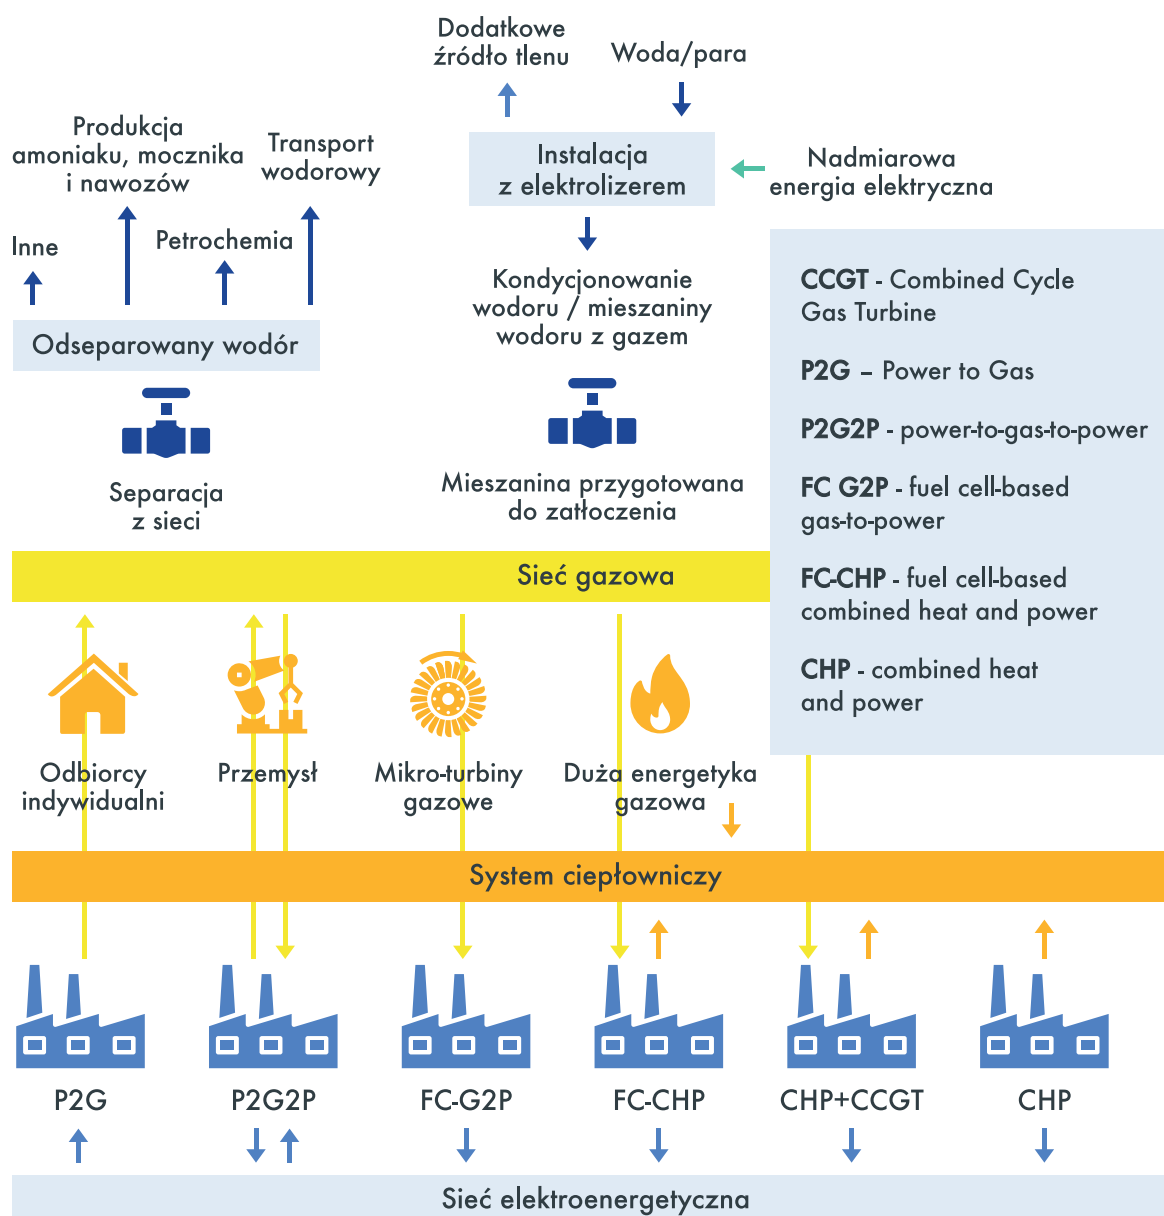 Dodatkowe
źródło tlenu
Woda/para
Produkcja
amoniaku, mocznika
i nawozów
Transport
wodorowy
Instalacja
z elektrolizerem
Nadmiarowa
energia elektryczna
Inne
Petrochemia
Odseparowany wodór
Kondycjonowanie
wodoru / mieszaniny
wodoru z gazem
Separacja
z sieci
Mieszanina przygotowana
do zatłoczenia
CCGT - Combined Cycle
Gas Turbine
P2G – Power to Gas
P2G2P - power-to-gas-to-power
FC G2P - fuel cell-based
gas-to-power
FC-CHP - fuel cell-based
combined heat and power
CHP - combined heat
and power
Sieć gazowa
Odbiorcy
indywidualni
Przemysł
Mikro-turbiny
gazowe
Duża energetyka
gazowa
System ciepłowniczy
P2G
P2G2P
FC-G2P
FC-CHP
CHP+CCGT
CHP
Sieć elektroenergetyczna